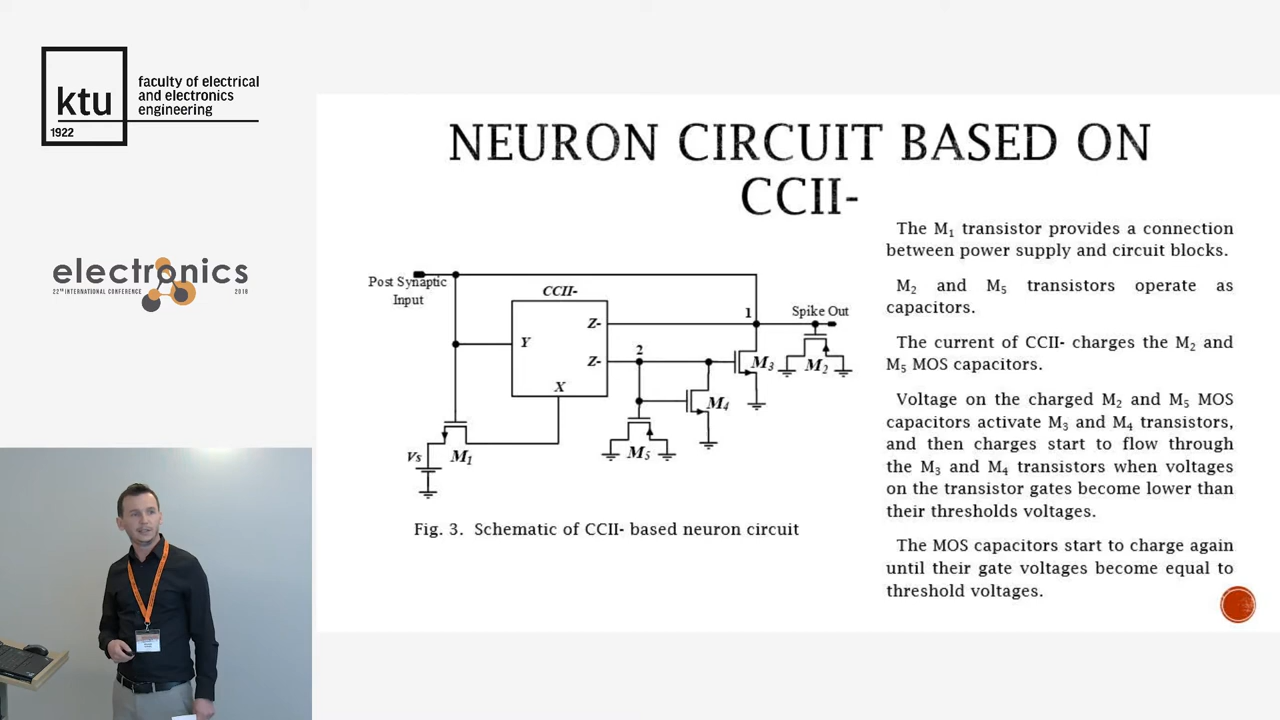 ktu
1922
faculty of electrical
and electronics
engineering
electronics
22TH INTERNATIONAL CONFERENCE 2018
NEURON CIRCUIT BASED ON
CCII-
Post Synaptic
Input
CCII-
Y
Z-
Z-
X
1
2
Spike Out
M3
M2
M4
M5
Vs
M1
Fig. 3. Schematic of CCII- based neuron circuit
The M1 transistor provides a connection
between power supply and circuit blocks.
M2 and M5 transistors operate as
capacitors.
The current of CCII- charges the M2 and
M5 MOS capacitors.
Voltage on the charged M2 and M5 MOS
capacitors activate M3 and M4 transistors,
and then charges start to flow through
the M3 and M4 transistors when voltages
on the transistor gates become lower than
their thresholds voltages.
The MOS capacitors start to charge again
until their gate voltages become equal to
threshold voltages.